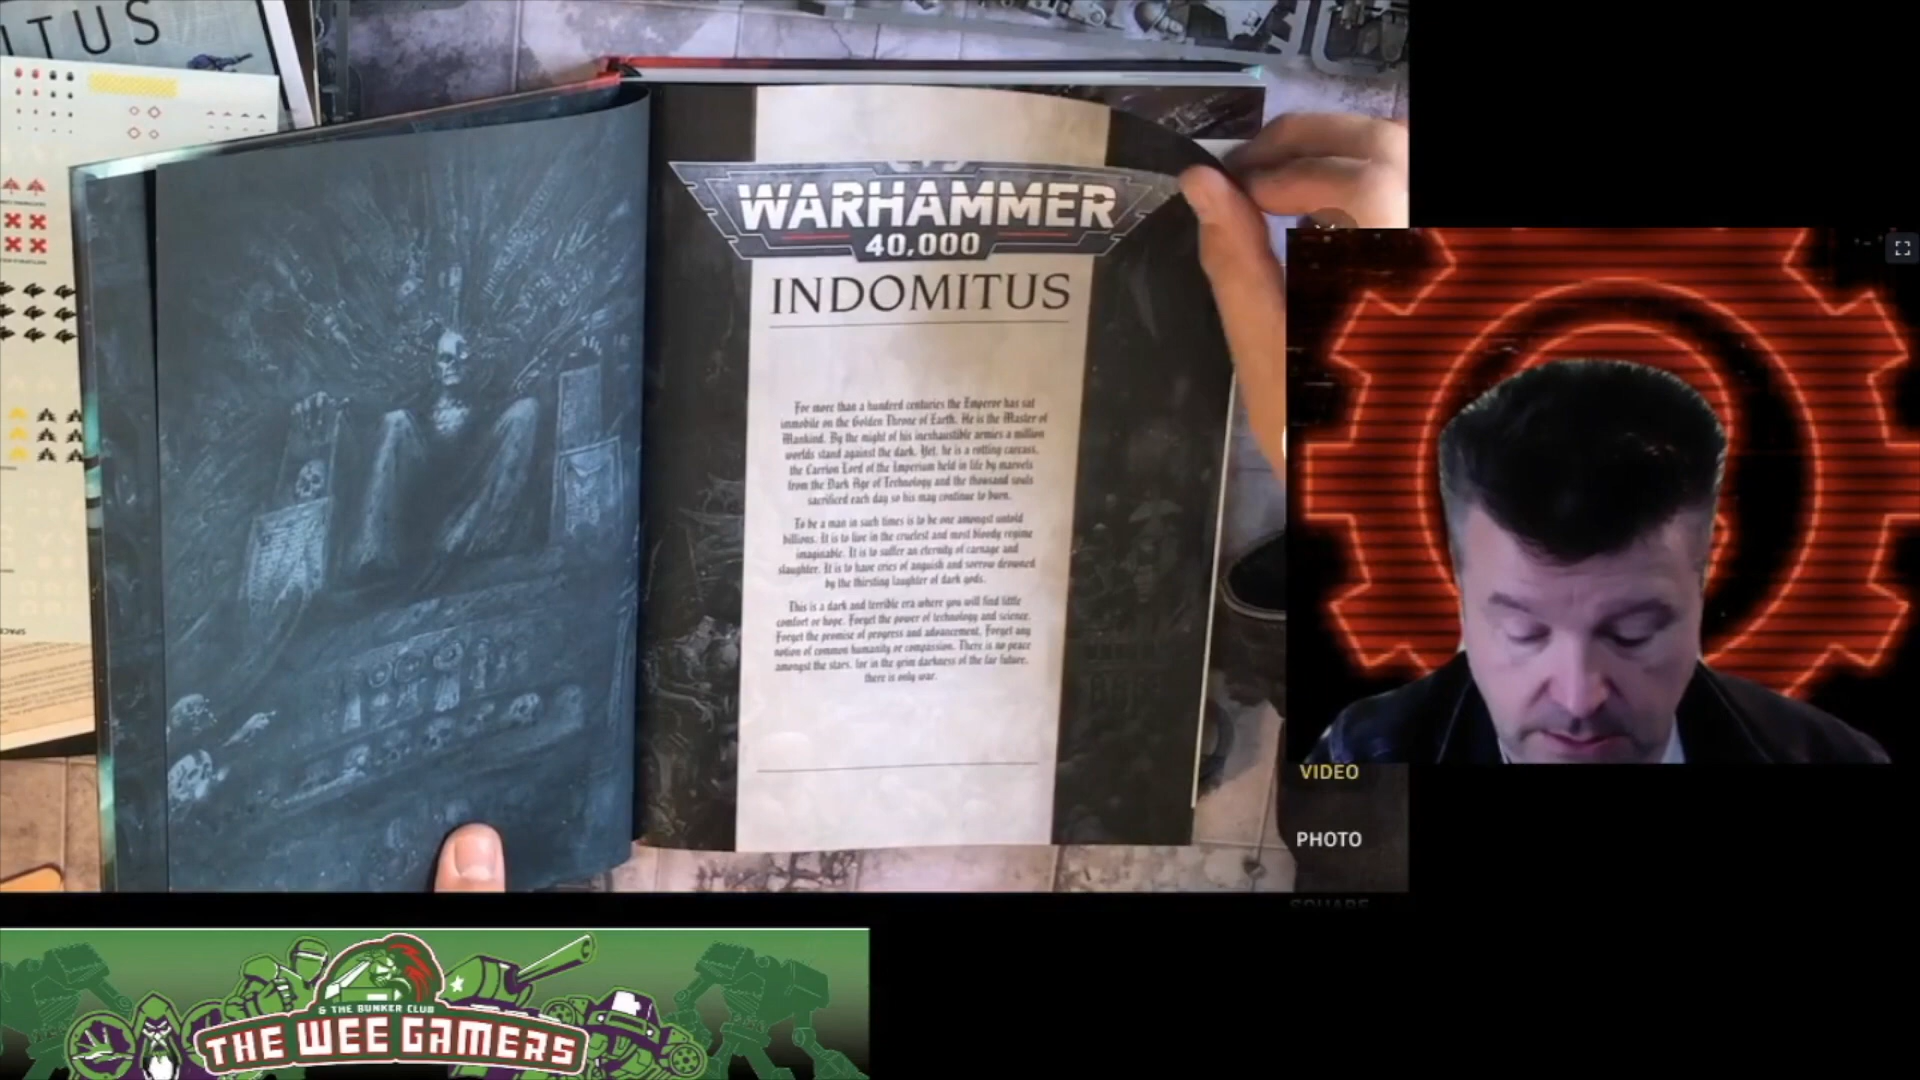 ITUS
WARHAMMER
40,000
INDOMITUS
For more than a hundred centuries the Emperor has sat
immobile on the Golden Throne of Earth. He is the Master of
Mankind. By the might of his inexhaustible armies a million
worlds stand against the dark. Yet, he is a rotting carcass,
the Carrion Lord of the Imperium held in life by marvels
from the Dark Age of Technology and the thousand souls
sacrificed each day so his may continue to burn.
To be a man in such times is to be one amongst untold
billions. It is to live in the cruelest and most bloody regime
imaginable. It is to suffer an eternity of carnage and
slaughter. It is to have cries of anguish and sorrow drowned
by the thirsting laughter of dark gods.
This is a dark and terrible era where you will find little
comfort or hope. Forget the power of technology and science.
Forget the promise of progress and advancement. Forget any
notion of common humanity or compassion. There is no peace
amongst the stars, for in the grim darkness of the far future,
there is only war.
VIDEO
PHOTO
SQUARE
& THE BUNKER CLUB
THE WEE GAMERS